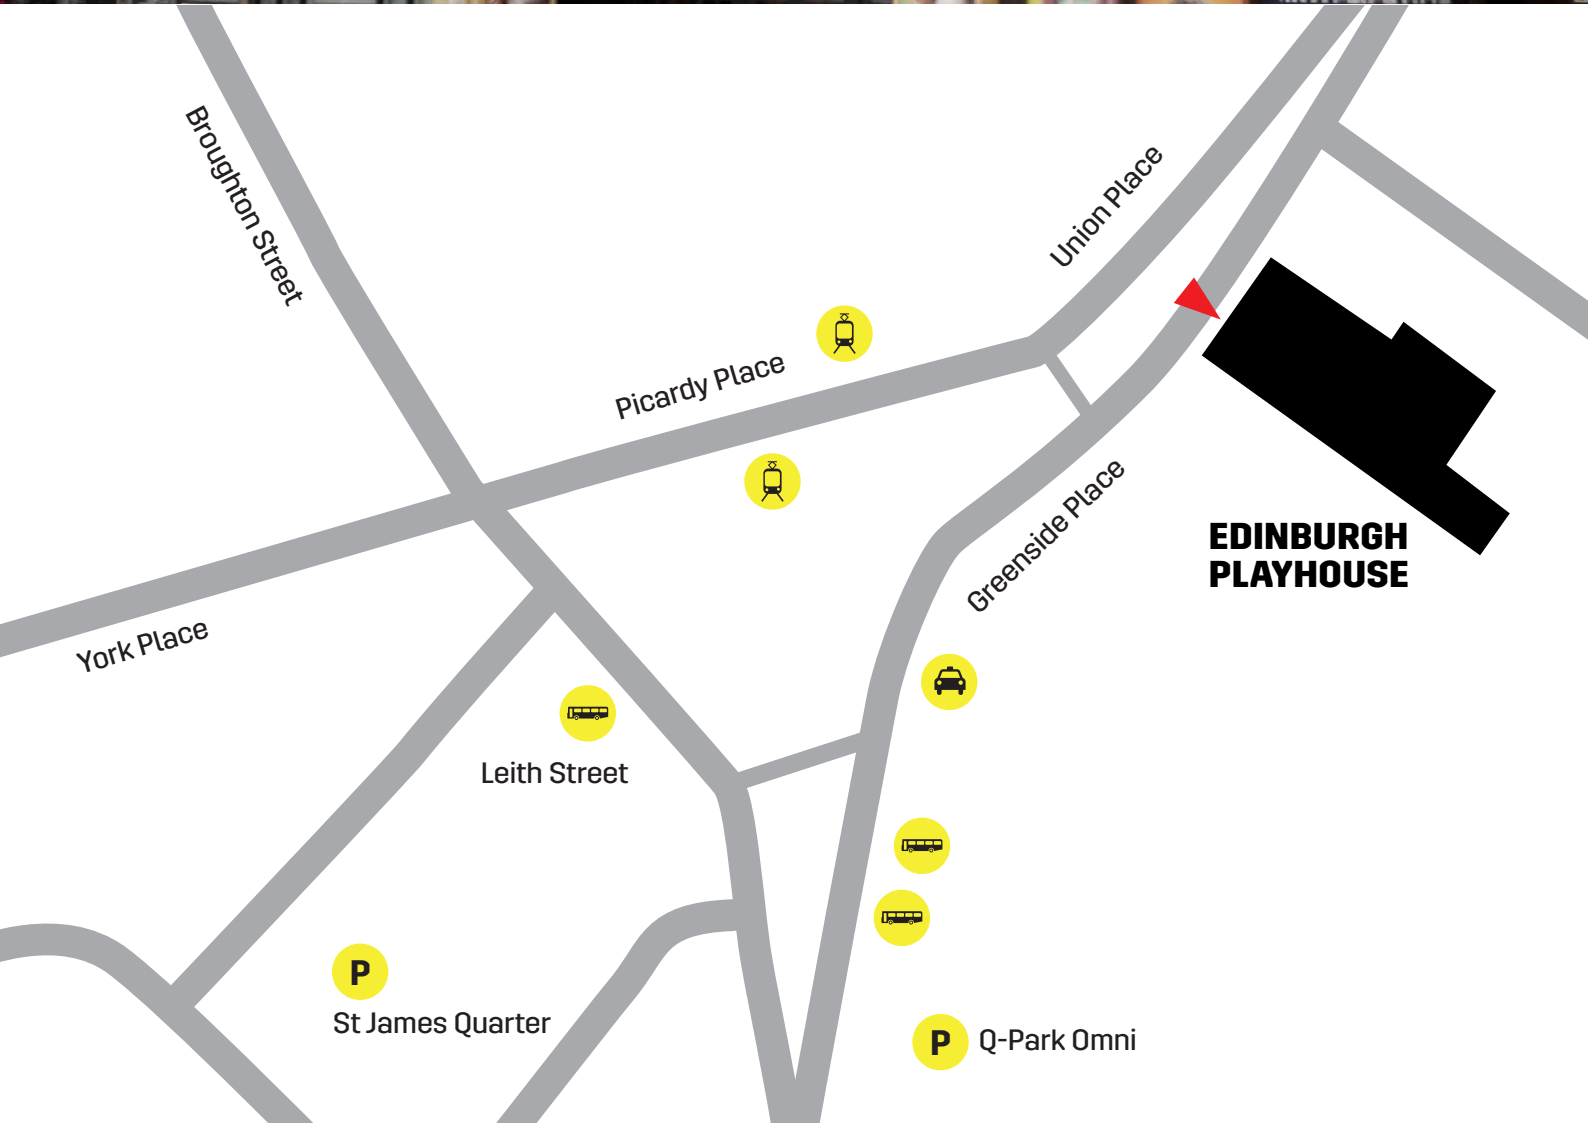 Broughton Street
Union Place
Picardy Place
Greenside Place
EDINBURGH
PLAYHOUSE
York Place
Leith Street
P
St James Quarter
P
Q-Park Omni